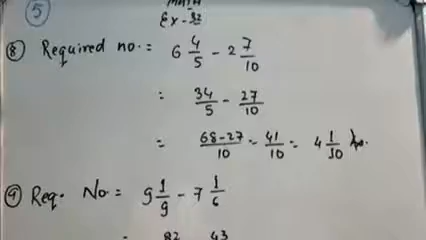 5
MATH
Ex-
8 Required no. = 6 4/5 - 2 7/10
= 34/5 - 27/10
= 68-27/10 = 41/10 = 4 1/10
9 Req. No = 9 1/9 - 7 1/6
= 82 43